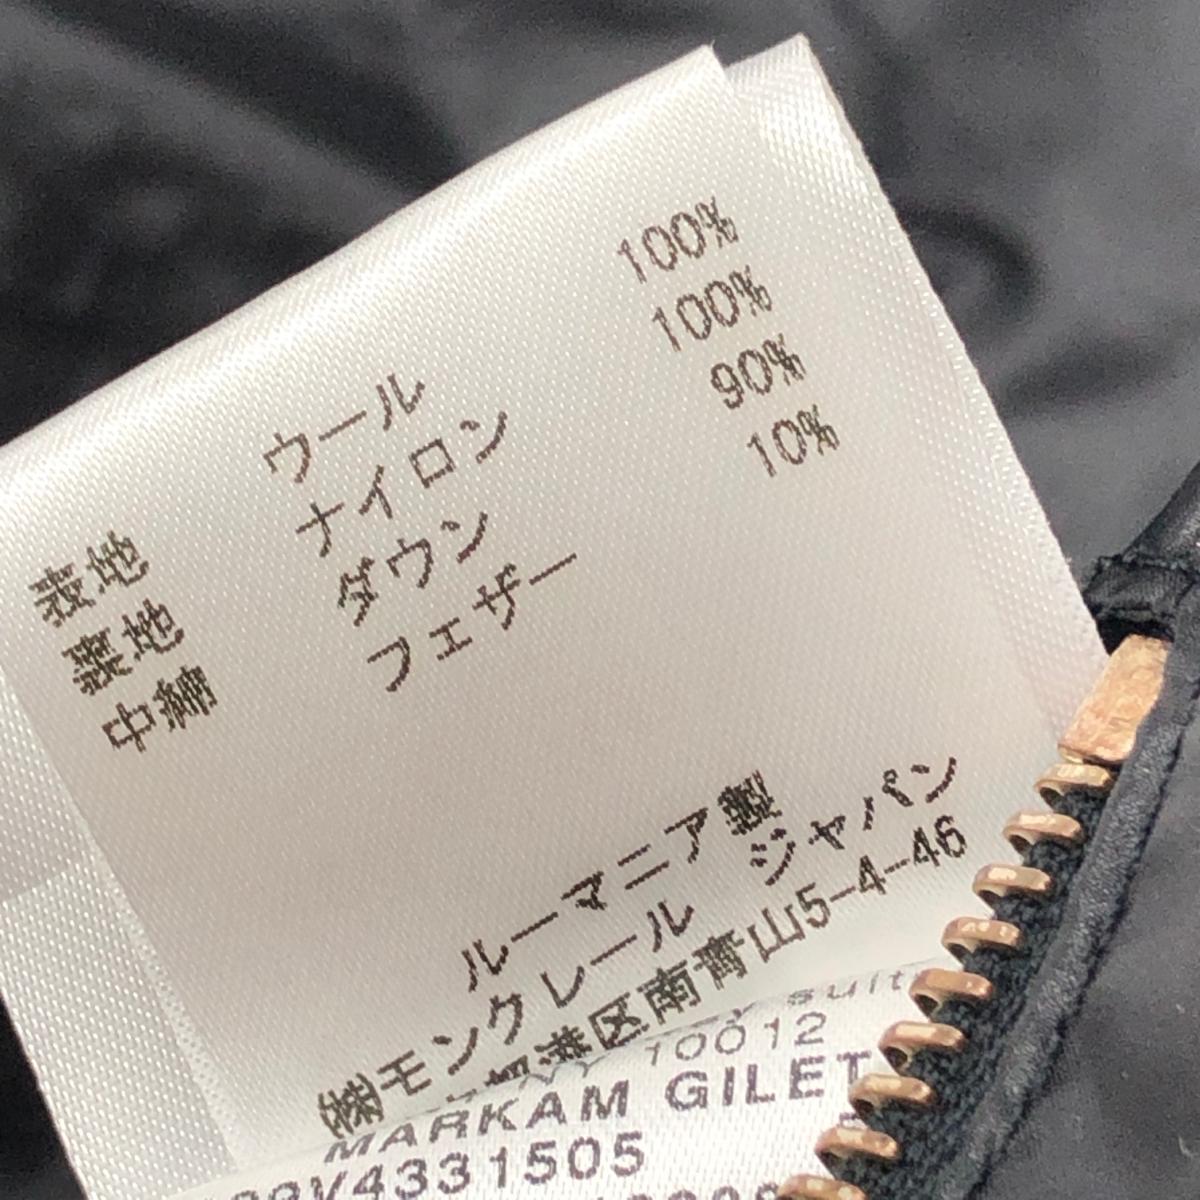 表地 ウール 100%
裏地 ナイロン 100%
中綿 ダウン 90%
フェザー 10%
ルーマニア製
㈱モンクレール ジャパン
港区南青山5-4-46
suit
NY 10012
MARKAM GILET
4331505